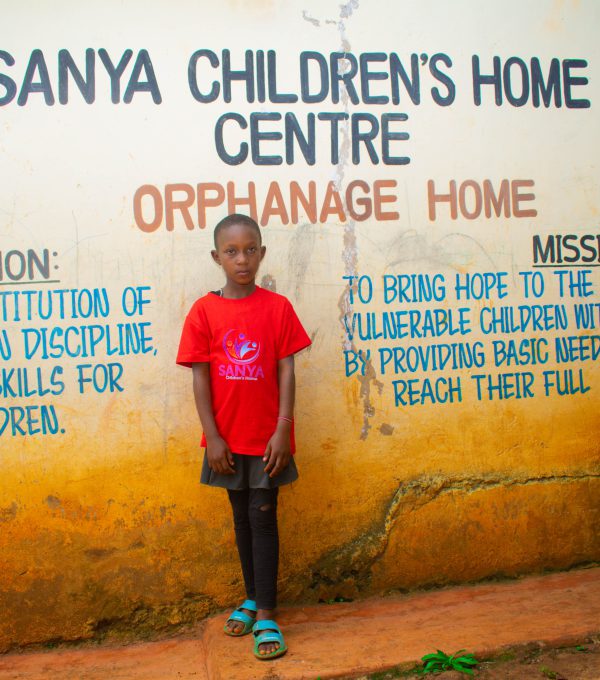 SANYA CHILDREN'S HOME
CENTRE
ORPHANAGE HOME
ION:
TITUTION OF
N DISCIPLINE,
SKILLS FOR
DREN.
MISSI
TO BRING HOPE TO THE
VULNERABLE CHILDREN WIT
BY PROVIDING BASIC NEED
REACH THEIR FULL
SANYA
Children's Home